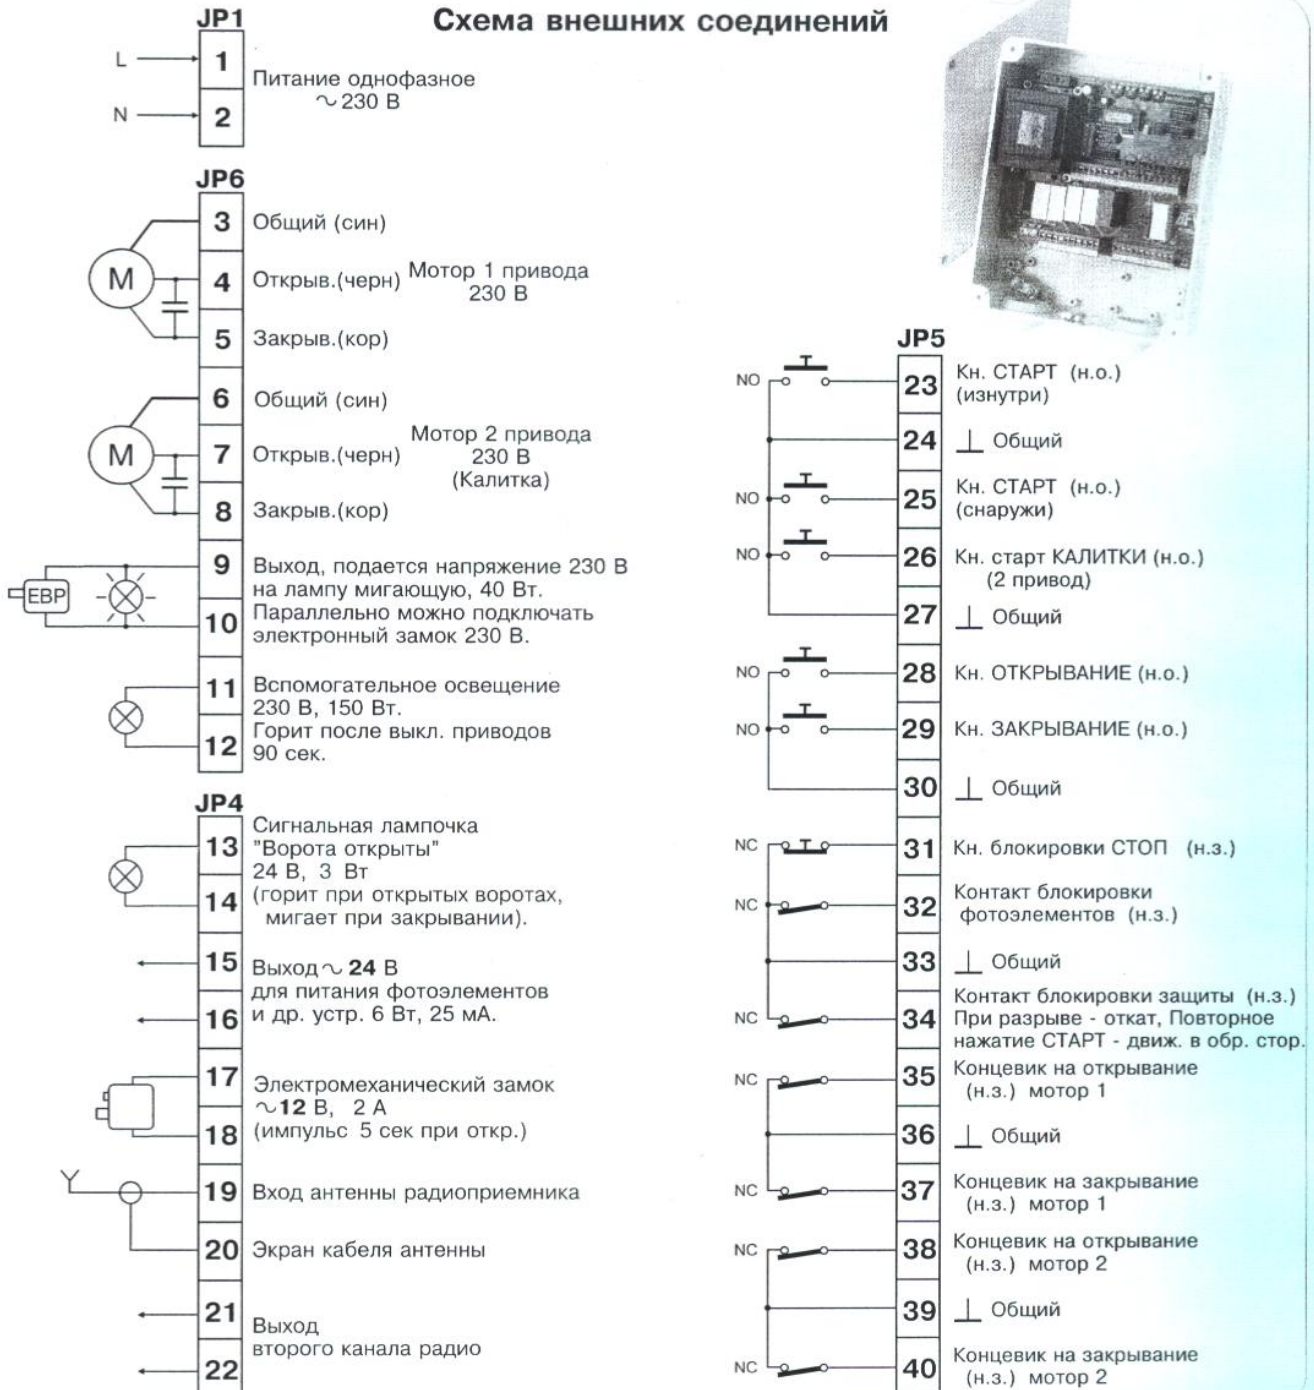 Схема внешних соединений
JP1
L
1
Питание однофазное
~ 230 В
N
2
JP6
3
Общий (син)
M
4
Открыв.(черн)
Мотор 1 привода
230 В
5
Закрыв.(кор)
6
Общий (син)
M
7
Открыв.(черн)
Мотор 2 привода
230 В
(Калитка)
8
Закрыв.(кор)
9
Выход, подается напряжение 230 В
на лампу мигающую, 40 Вт.
EBP
10
Параллельно можно подключать
электронный замок 230 В.
11
Вспомогательное освещение
230 В, 150 Вт.
12
Горит после выкл. приводов
90 сек.
JP4
13
Сигнальная лампочка
"Ворота открыты"
24 В, 3 Вт
14
(горит при открытых воротах,
мигает при закрывании).
15
Выход ~ 24 В
для питания фотоэлементов
16
и др. устр. 6 Вт, 25 мА.
17
Электромеханический замок
~12 В, 2 А
18
(импульс 5 сек при откр.)
19
Вход антенны радиоприемника
20
Экран кабеля антенны
21
Выход
второго канала радио
22
JP5
NO
23
Кн. СТАРТ (н.о.)
(изнутри)
24
Общий
NO
25
Кн. СТАРТ (н.о.)
(снаружи)
NO
26
Кн. старт КАЛИТКИ (н.о.)
(2 привод)
27
Общий
NO
28
Кн. ОТКРЫВАНИЕ (н.о.)
NO
29
Кн. ЗАКРЫВАНИЕ (н.о.)
30
Общий
NC
31
Кн. блокировки СТОП (н.з.)
NC
32
Контакт блокировки
фотоэлементов (н.з.)
33
Общий
NC
34
Контакт блокировки защиты (н.з.)
При разрыве - откат, Повторное
нажатие СТАРТ - движ. в обр. стор.
NC
35
Концевик на открывание
(н.з.) мотор 1
36
Общий
NC
37
Концевик на закрывание
(н.з.) мотор 1
NC
38
Концевик на открывание
(н.з.) мотор 2
39
Общий
NC
40
Концевик на закрывание
(н.з.) мотор 2